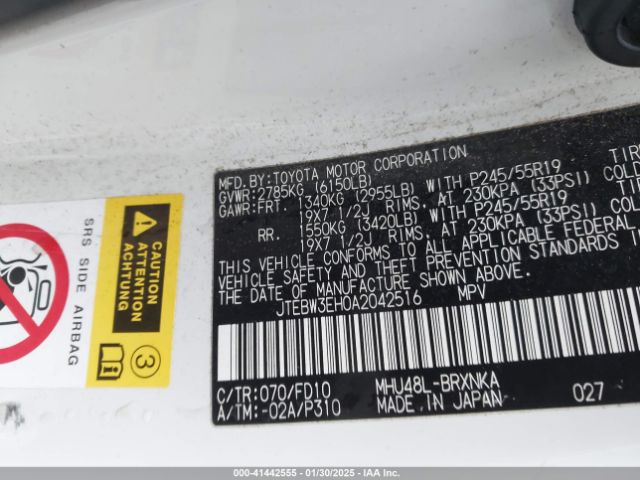 MFD.BY:TOYOTA MOTOR CORPORATION
GVWR:2785KG (6150LB)
GAWR:FRT 1340KG (2955LB) WITH P245/55R19
19X7 1/2J RIMS, AT 230KPA (33PSI) COLD
RR. 1550KG (3420LB) WITH P245/55R19
19X7 1/2J RIMS, AT 230KPA (33PSI)
THIS VEHICLE CONFORMS TO ALL APPLICABLE FEDERAL
VEHICLE SAFETY AND THEFT PREVENTION STANDARDS
THE DATE OF MANUFACTURE SHOWN ABOVE.
JTEBW3EH0A2042516 MPV
C/TR:070/FD10 MHU48L-BRXNKA
A/TM:-02A/P310 MADE IN JAPAN 027
SRS SIDE AIRBAG
CAUTION
ATTENTION
ACHTUNG
3
000-41442555 - 01/30/2025 - IAAI.COM